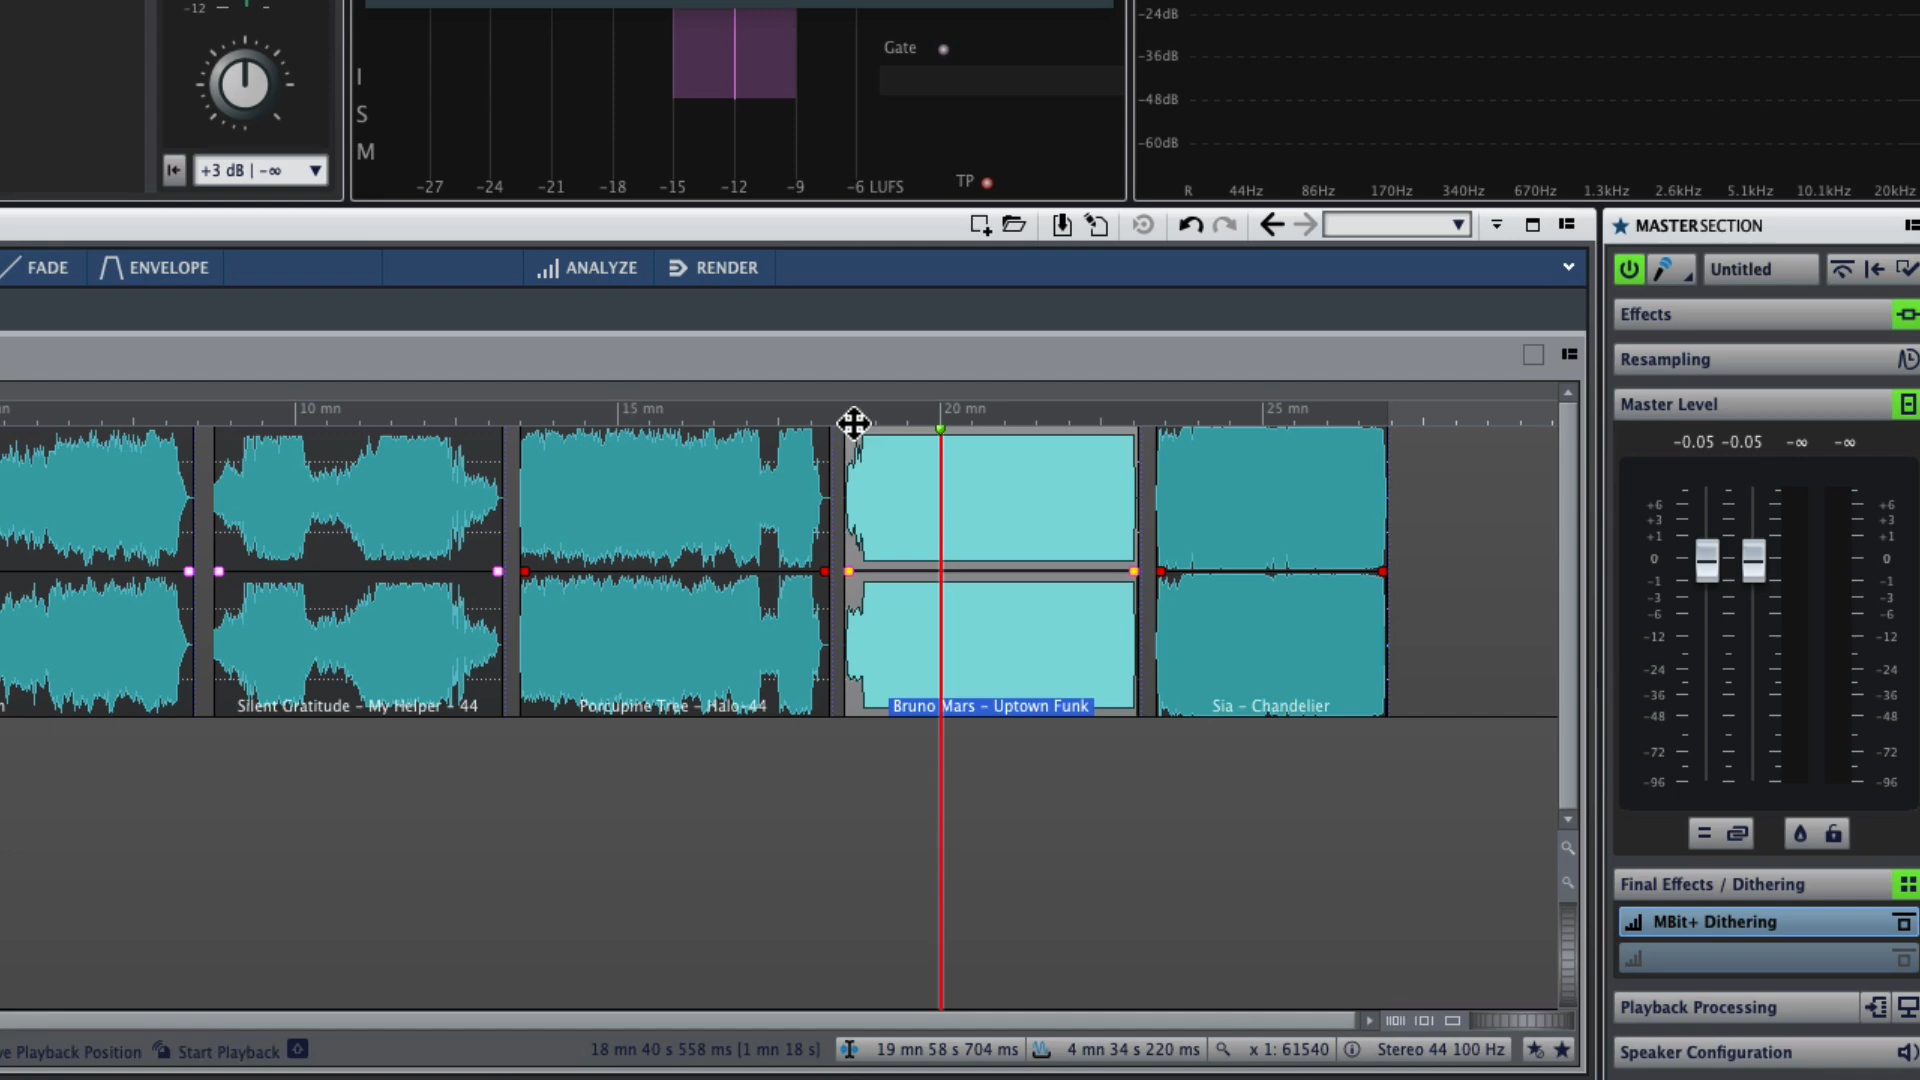 -12
+3 dB | -∞
I
S
M
Gate
TP
-27 -24 -21 -18 -15 -12 -9 -6 LUFS
-24dB
-36dB
-48dB
-60dB
R 44Hz 86Hz 170Hz 340Hz 670Hz 1.3kHz 2.6kHz 5.1kHz 10.1kHz 20kHz
MASTERSECTION
FADE ENVELOPE ANALYZE RENDER
Untitled
Effects
Resampling
Master Level
-0.05 -0.05 -∞ -∞
10 mn 15 mn 20 mn 25 mn
+6 +6
+3 +3
+1 +1
0 0
-1 -1
-3 -3
-6 -6
-12 -12
-24 -24
-36 -36
-48 -48
-72 -72
-96 -96
Silent Gratitude - My Helper - 44
Porcupine Tree - Halo-44
Bruno Mars - Uptown Funk
Sia - Chandelier
Final Effects / Dithering
MBit+ Dithering
Playback Processing
Speaker Configuration
Playback Position Start Playback
18 mn 40 s 558 ms [1 mn 18 s] 19 mn 58 s 704 ms 4 mn 34 s 220 ms x 1: 61540 Stereo 44 100 Hz